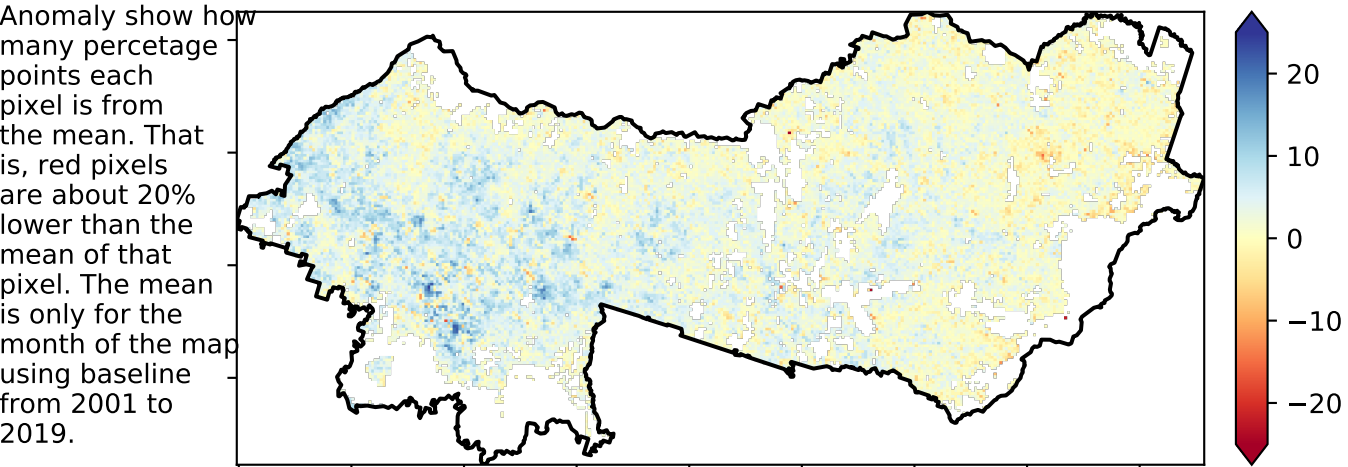 Anomaly show how
many percetage
points each
pixel is from
the mean. That
is, red pixels
are about 20%
lower than the
mean of that
pixel. The mean
is only for the
month of the map
using baseline
from 2001 to
2019.
20
10
0
−10
−20